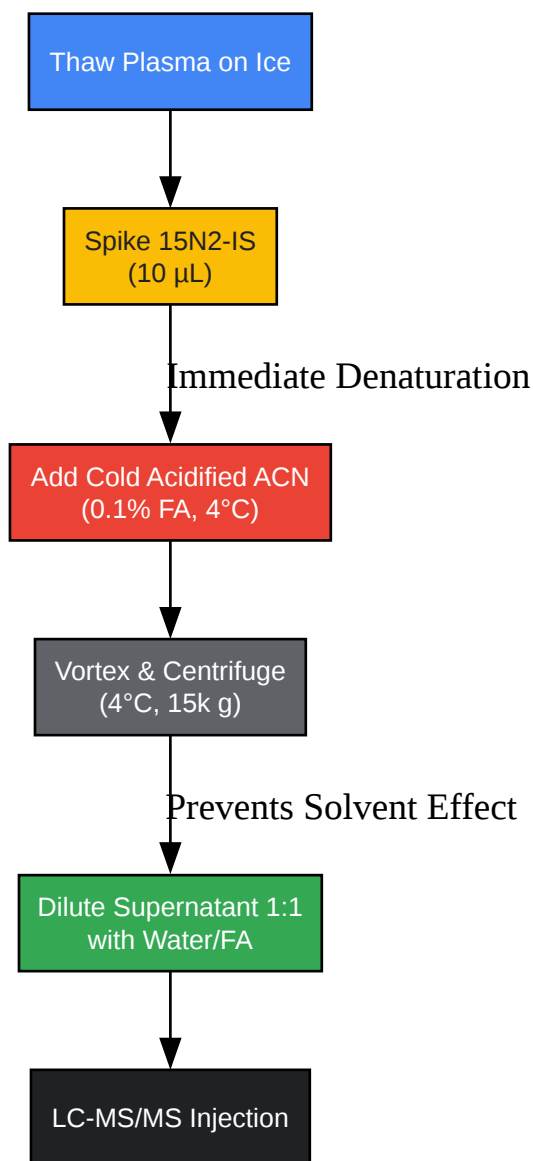 Thaw Plasma on Ice
Spike 15N2-IS
(10 µL)
Immediate Denaturation
Add Cold Acidified ACN
(0.1% FA, 4°C)
Vortex & Centrifuge
(4°C, 15k g)
Prevents Solvent Effect
Dilute Supernatant 1:1
with Water/FA
LC-MS/MS Injection